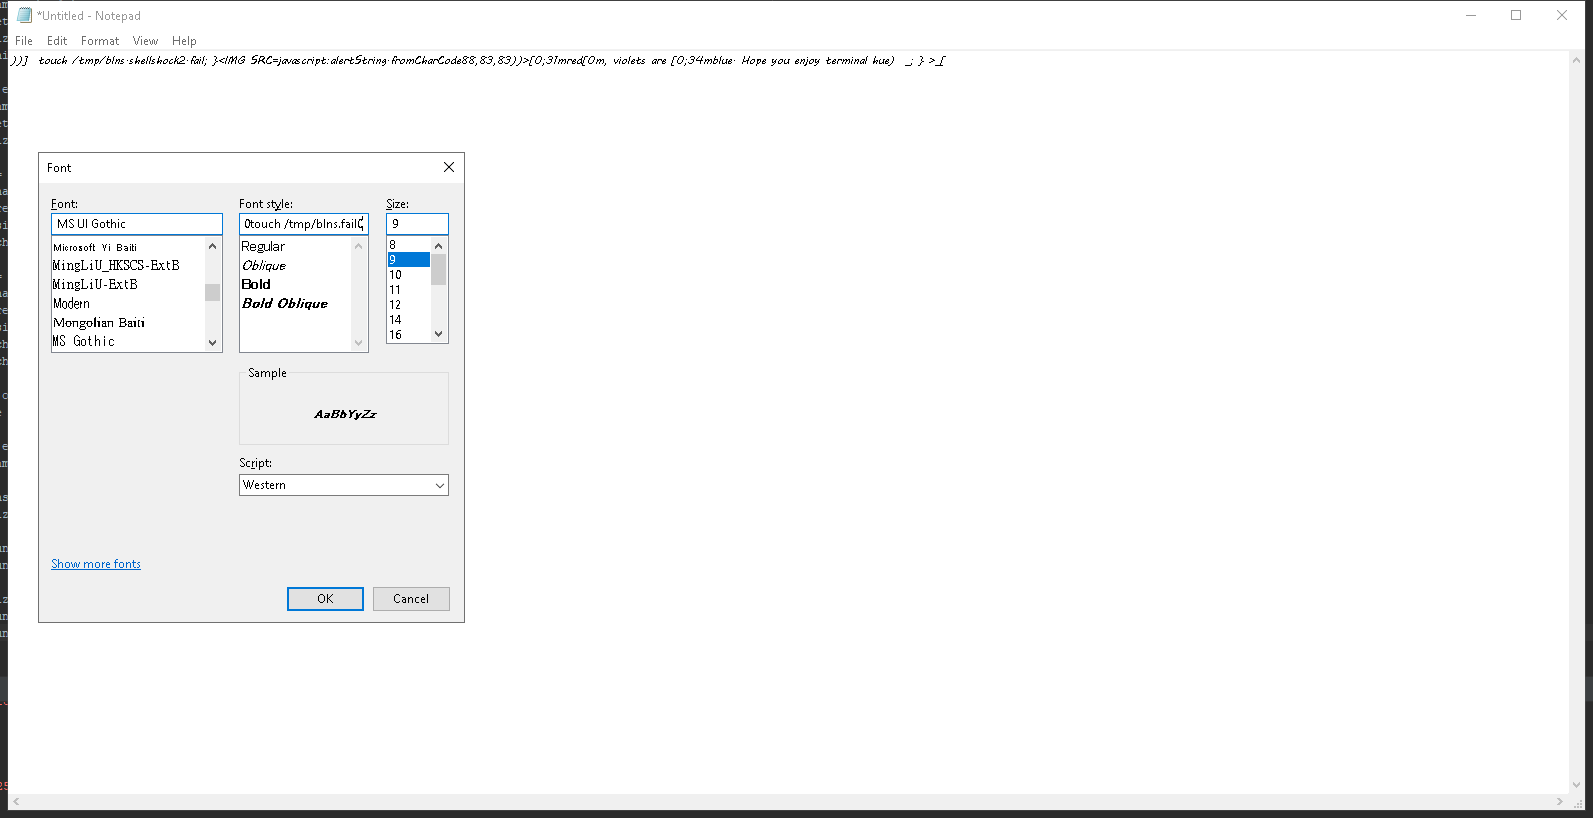 *Untitled - Notepad
File Edit Format View Help
))] touch /tmp/blns.shellshock2.fail; }<IMG SRC=javascript:alertString.fromCharCode88,83,83))>[0;31mred[0m, violets are [0;34mblue. Hope you enjoy terminal hue) _; } >_[
Font
Font: Font style: Size:
MS UI Gothic 0touch /tmp/blns.fail 9
Microsoft Yi Baiti Regular 8
MingLiU_HKSCS-ExtB Oblique 9
MingLiU-ExtB Bold 10
Modern Bold Oblique 11
Mongolian Baiti 12
MS Gothic 14
16
Sample
AaBbYyZz
Script:
Western
Show more fonts
OK Cancel